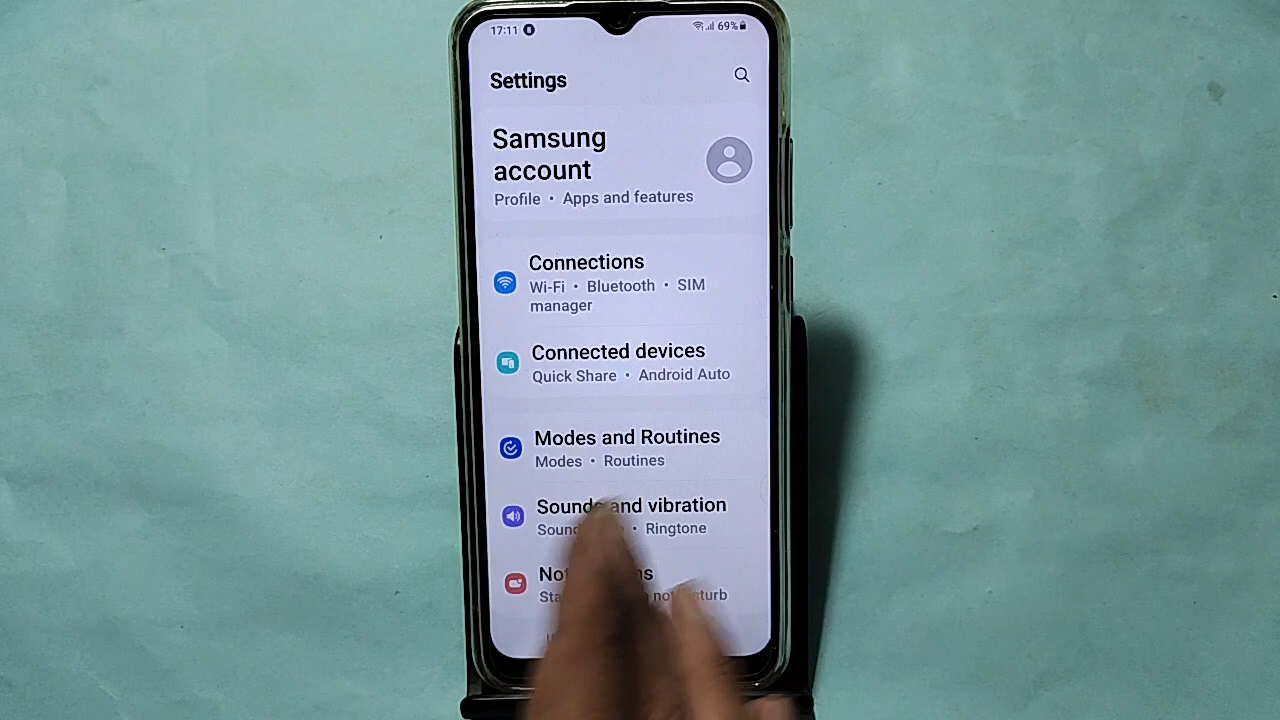 17:11 69%
Settings
Samsung
account
Profile • Apps and features
Connections
Wi-Fi • Bluetooth • SIM
manager
Connected devices
Quick Share • Android Auto
Modes and Routines
Modes • Routines
Sounds and vibration
• Ringtone